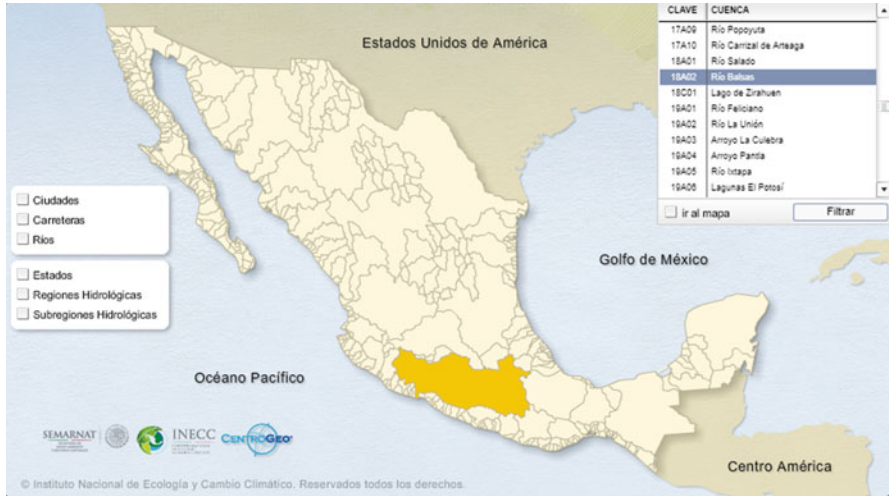 Estados Unidos de América
CLAVE CUENCA
17A09 Río Popoyuta
17A10 Río Carrizal de Arteaga
18A01 Río Salado
18A02 Río Balsas
18C01 Lago de Zirahuen
19A01 Río Feliciano
19A02 Río La Unión
19A03 Arroyo La Culebra
19A04 Arroyo Pantla
19A05 Río Ixtapa
19A06 Lagunas El Potosí
ir al mapa Filtrar
Ciudades
Carreteras
Ríos
Estados
Regiones Hidrológicas
Subregiones Hidrológicas
Golfo de México
Océano Pacífico
SEMARNAT
INECC
CENTROGEO
Centro América
© Instituto Nacional de Ecología y Cambio Climático. Reservados todos los derechos.